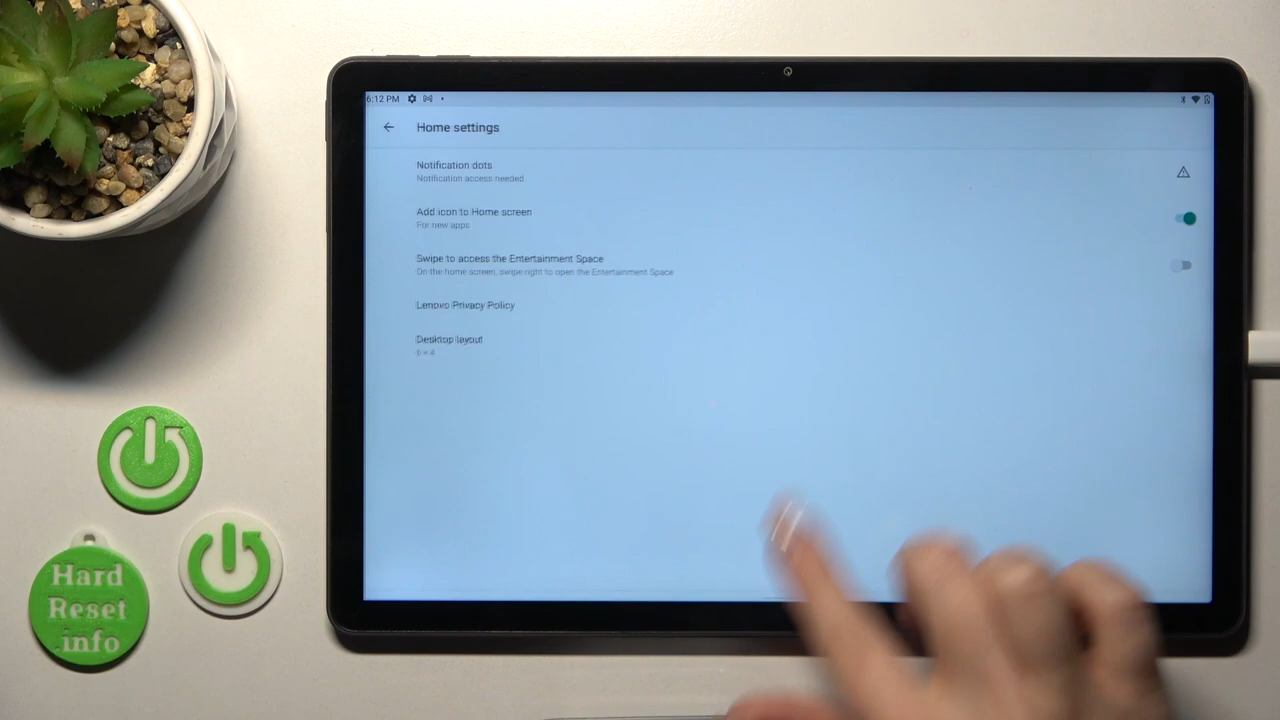 6:12 PM
Home settings
Notification dots
Notification access needed
Add icon to Home screen
For new apps
Swipe to access the Entertainment Space
On the home screen, swipe right to open the Entertainment Space
Lenovo Privacy Policy
Desktop layout
Hard
Reset
.info